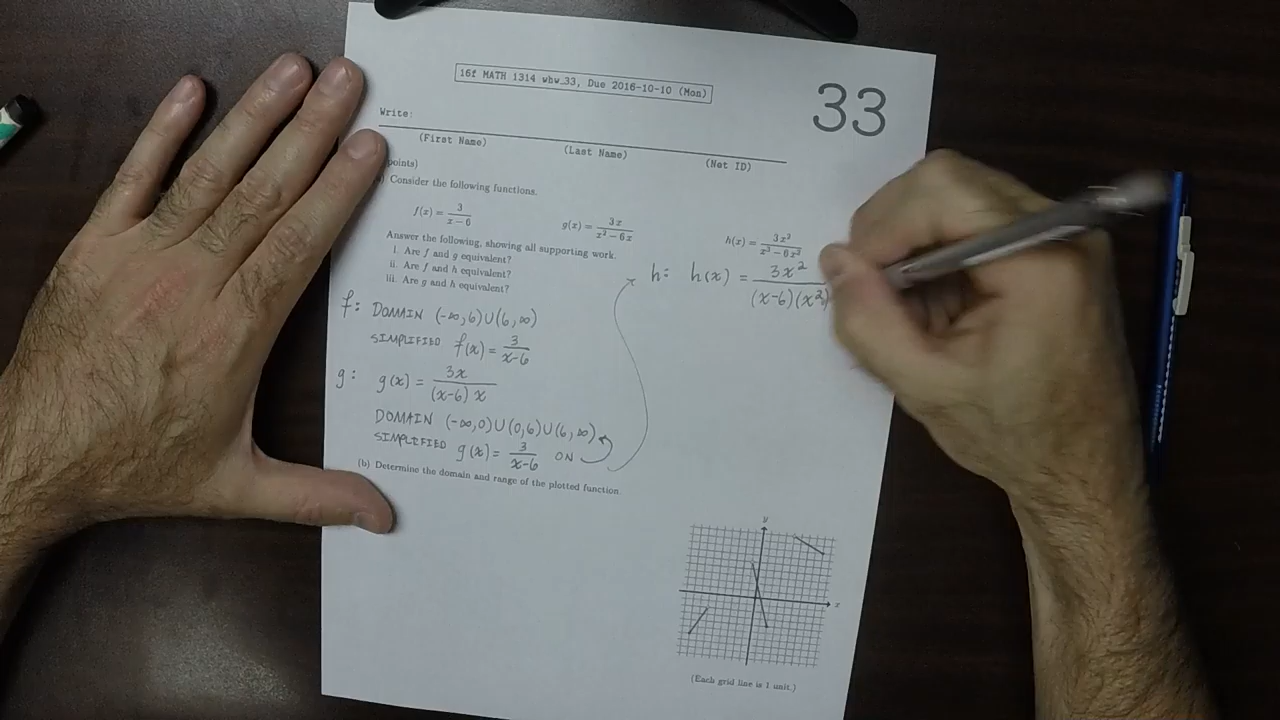 16f MATH 1314 whw_33, Due 2016-10-10 (Mon)
33
Write:
(First Name) (Last Name) (Net ID)
points)
Consider the following functions.
f(x) = 3/(x−6) g(x) = 3x/(x²−6x) h(x) = 3x²/(x³−6x²)
Answer the following, showing all supporting work.
i. Are f and g equivalent?
ii. Are f and h equivalent?
iii. Are g and h equivalent?
f: DOMAIN (-∞,6)∪(6,∞)
SIMPLIFIED f(x) = 3/(x-6)
g: g(x) = 3x/((x-6) x)
DOMAIN (-∞,0)∪(0,6)∪(6,∞)
SIMPLIFIED g(x) = 3/(x-6) ON
h: h(x) = 3x²/((x-6)(x²)
(b) Determine the domain and range of the plotted function.
y
x
(Each grid line is 1 unit.)